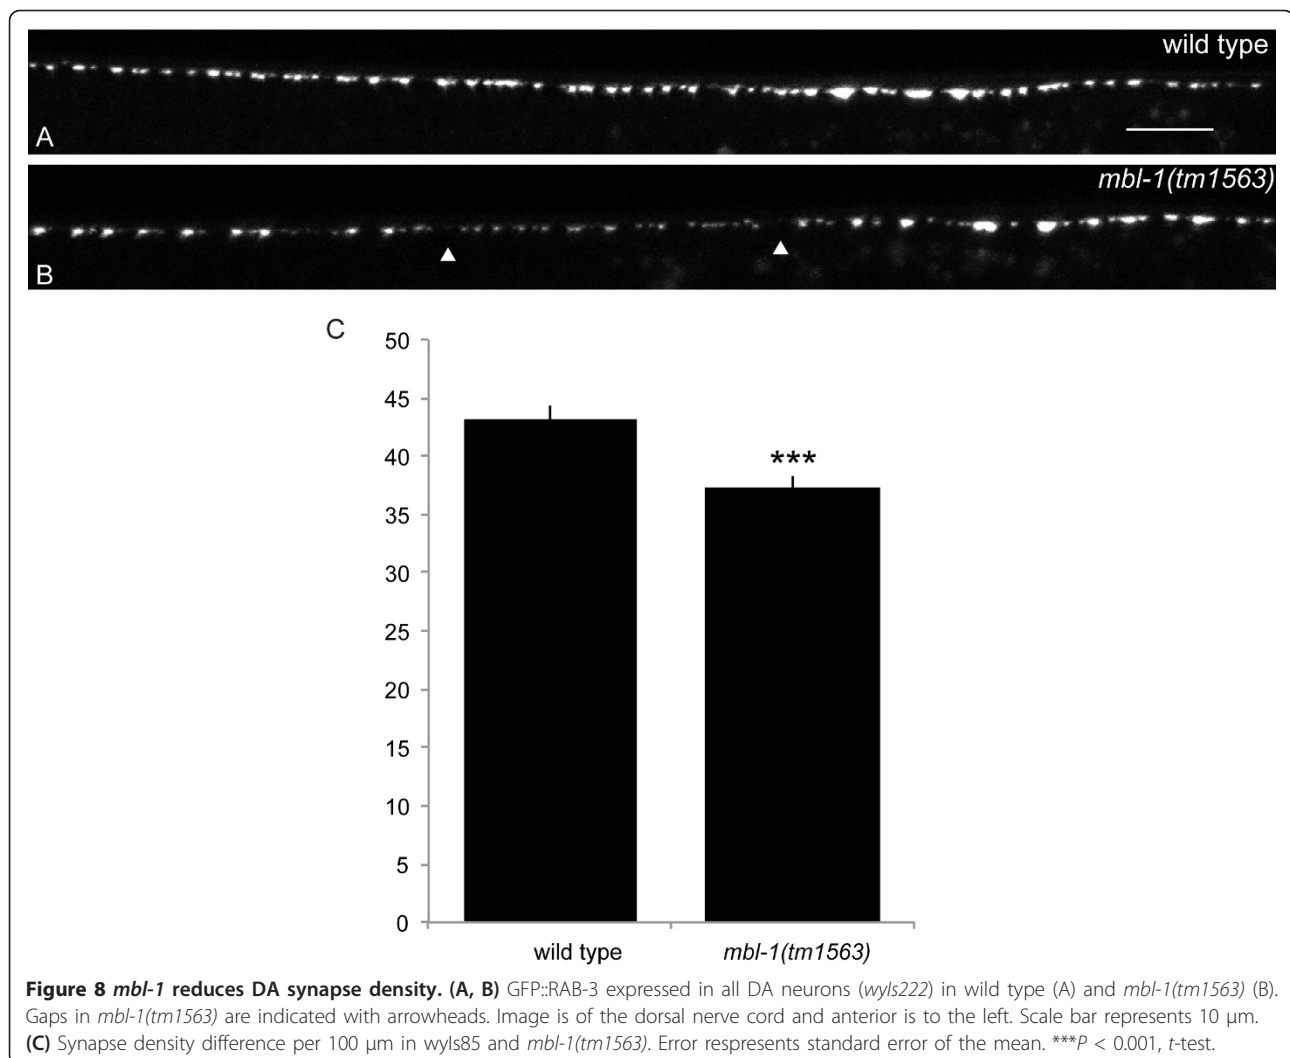 wild type
A
mbl-1(tm1563)
B
C
50
45
40
35
30
25
20
15
10
5
0
***
wild type
mbl-1(tm1563)
Figure 8 mbl-1 reduces DA synapse density. (A, B) GFP::RAB-3 expressed in all DA neurons (wyIs222) in wild type (A) and mbl-1(tm1563) (B).
Gaps in mbl-1(tm1563) are indicated with arrowheads. Image is of the dorsal nerve cord and anterior is to the left. Scale bar represents 10 μm.
(C) Synapse density difference per 100 μm in wyIs85 and mbl-1(tm1563). Error respresents standard error of the mean. ***P < 0.001, t-test.